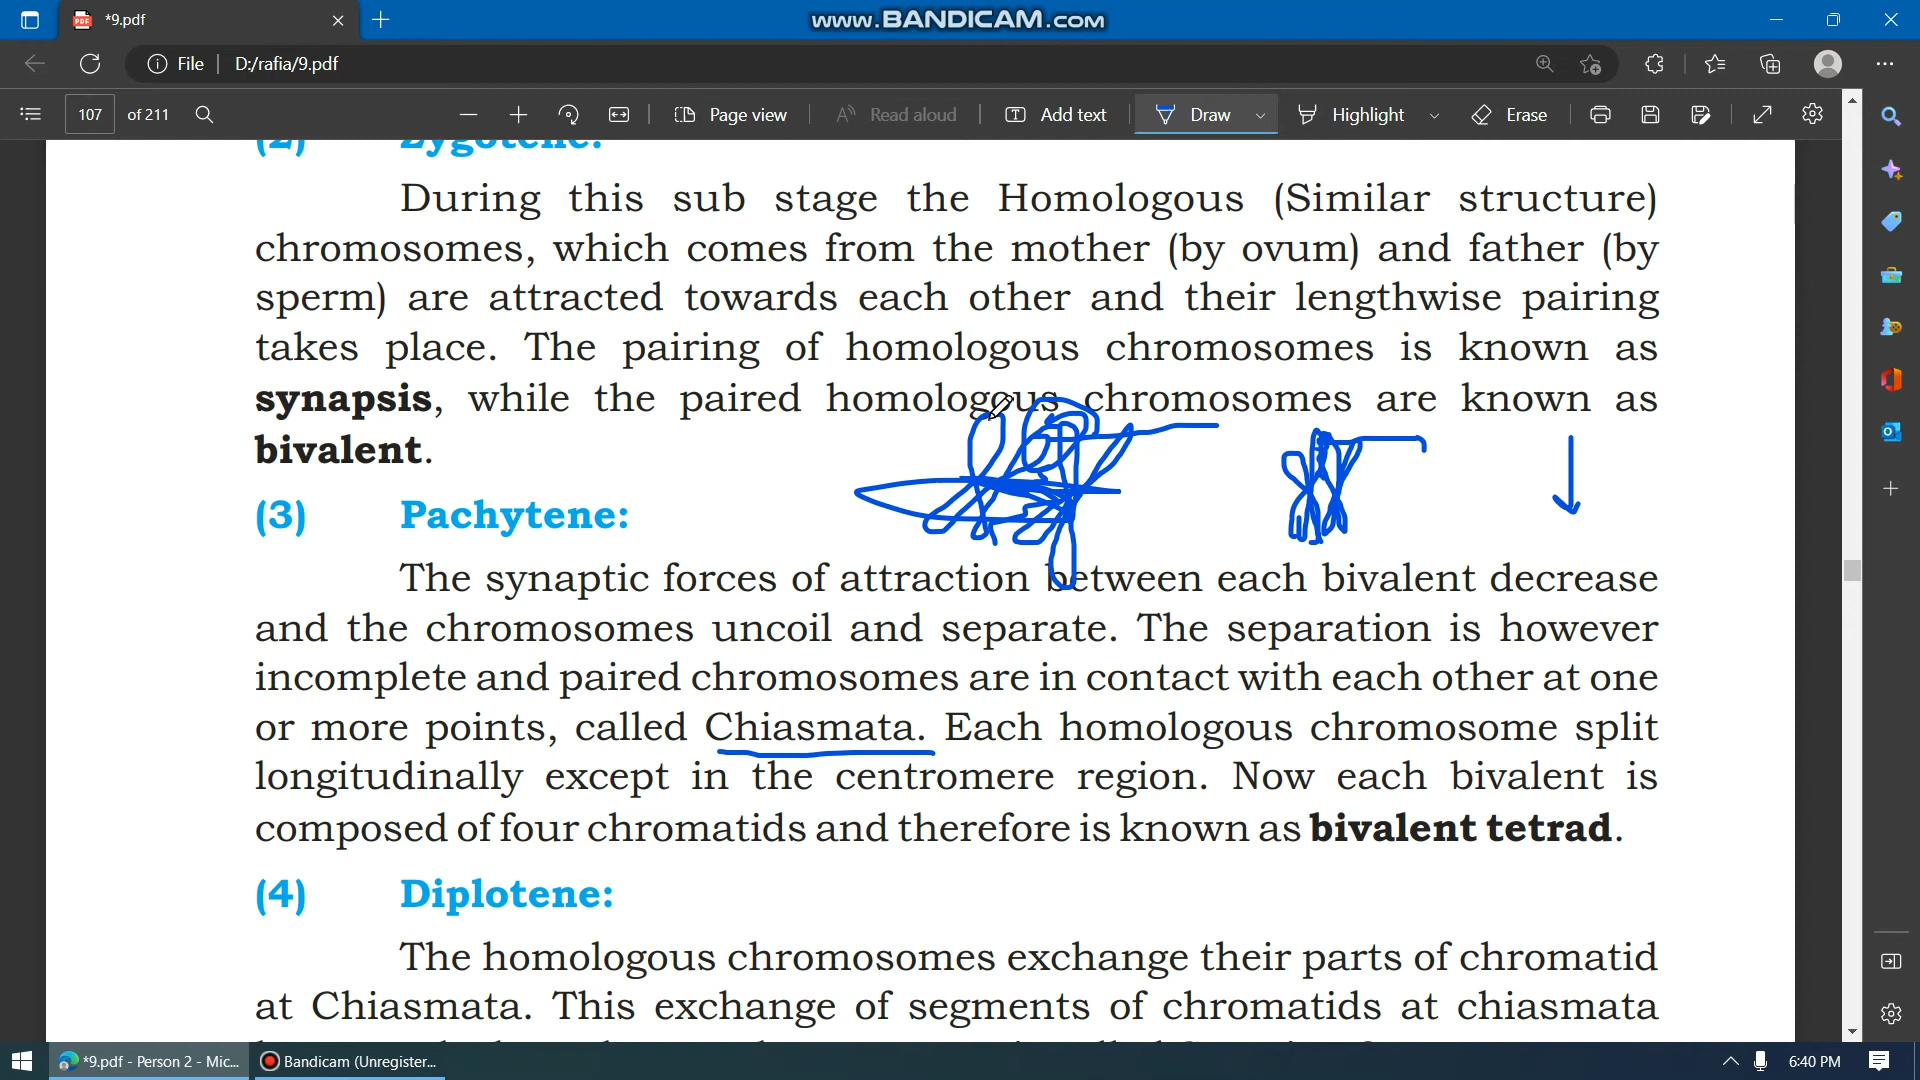 *9.pdf
www.BANDICAM.com
File
D:/rafia/9.pdf
107 of 211
Page view
Read aloud
Add text
Draw
Highlight
Erase
(2) Zygotene:
During this sub stage the Homologous (Similar structure)
chromosomes, which comes from the mother (by ovum) and father (by
sperm) are attracted towards each other and their lengthwise pairing
takes place. The pairing of homologous chromosomes is known as
synapsis, while the paired homologous chromosomes are known as
bivalent.
(3) Pachytene:
The synaptic forces of attraction between each bivalent decrease
and the chromosomes uncoil and separate. The separation is however
incomplete and paired chromosomes are in contact with each other at one
or more points, called Chiasmata. Each homologous chromosome split
longitudinally except in the centromere region. Now each bivalent is
composed of four chromatids and therefore is known as bivalent tetrad.
(4) Diplotene:
The homologous chromosomes exchange their parts of chromatid
at Chiasmata. This exchange of segments of chromatids at chiasmata
*9.pdf - Person 2 - Mic...
Bandicam (Unregister...
6:40 PM